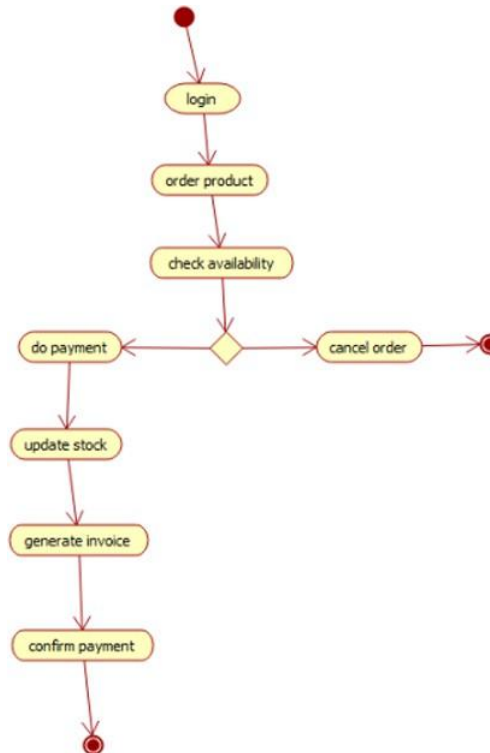 login
order product
check availability
do payment
cancel order
update stock
generate invoice
confirm payment